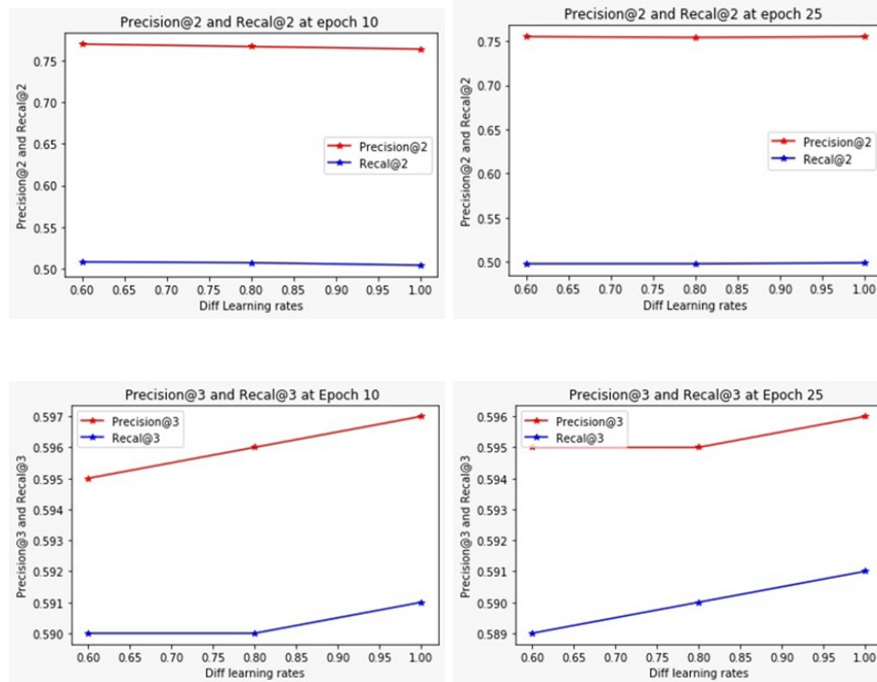 Precision@2 and Recal@2 at epoch 10
Precision@2 and Recal@2
0.75
0.70
0.65
0.60
0.55
0.50
Precision@2
Recal@2
0.60 0.65 0.70 0.75 0.80 0.85 0.90 0.95 1.00
Diff Learning rates
Precision@2 and Recal@2 at epoch 25
Precision@2 and Recal@2
0.75
0.70
0.65
0.60
0.55
0.50
Precision@2
Recal@2
0.60 0.65 0.70 0.75 0.80 0.85 0.90 0.95 1.00
Diff Learning rates
Precision@3 and Recal@3 at Epoch 10
Precision@3 and Recal@3
0.597
0.596
0.595
0.594
0.593
0.592
0.591
0.590
Precision@3
Recal@3
0.60 0.65 0.70 0.75 0.80 0.85 0.90 0.95 1.00
Diff learning rates
Precision@3 and Recal@3 at Epoch 25
Precision@3 and Recal@3
0.596
0.595
0.594
0.593
0.592
0.591
0.590
0.589
Precision@3
Recal@3
0.60 0.65 0.70 0.75 0.80 0.85 0.90 0.95 1.00
Diff learning rates